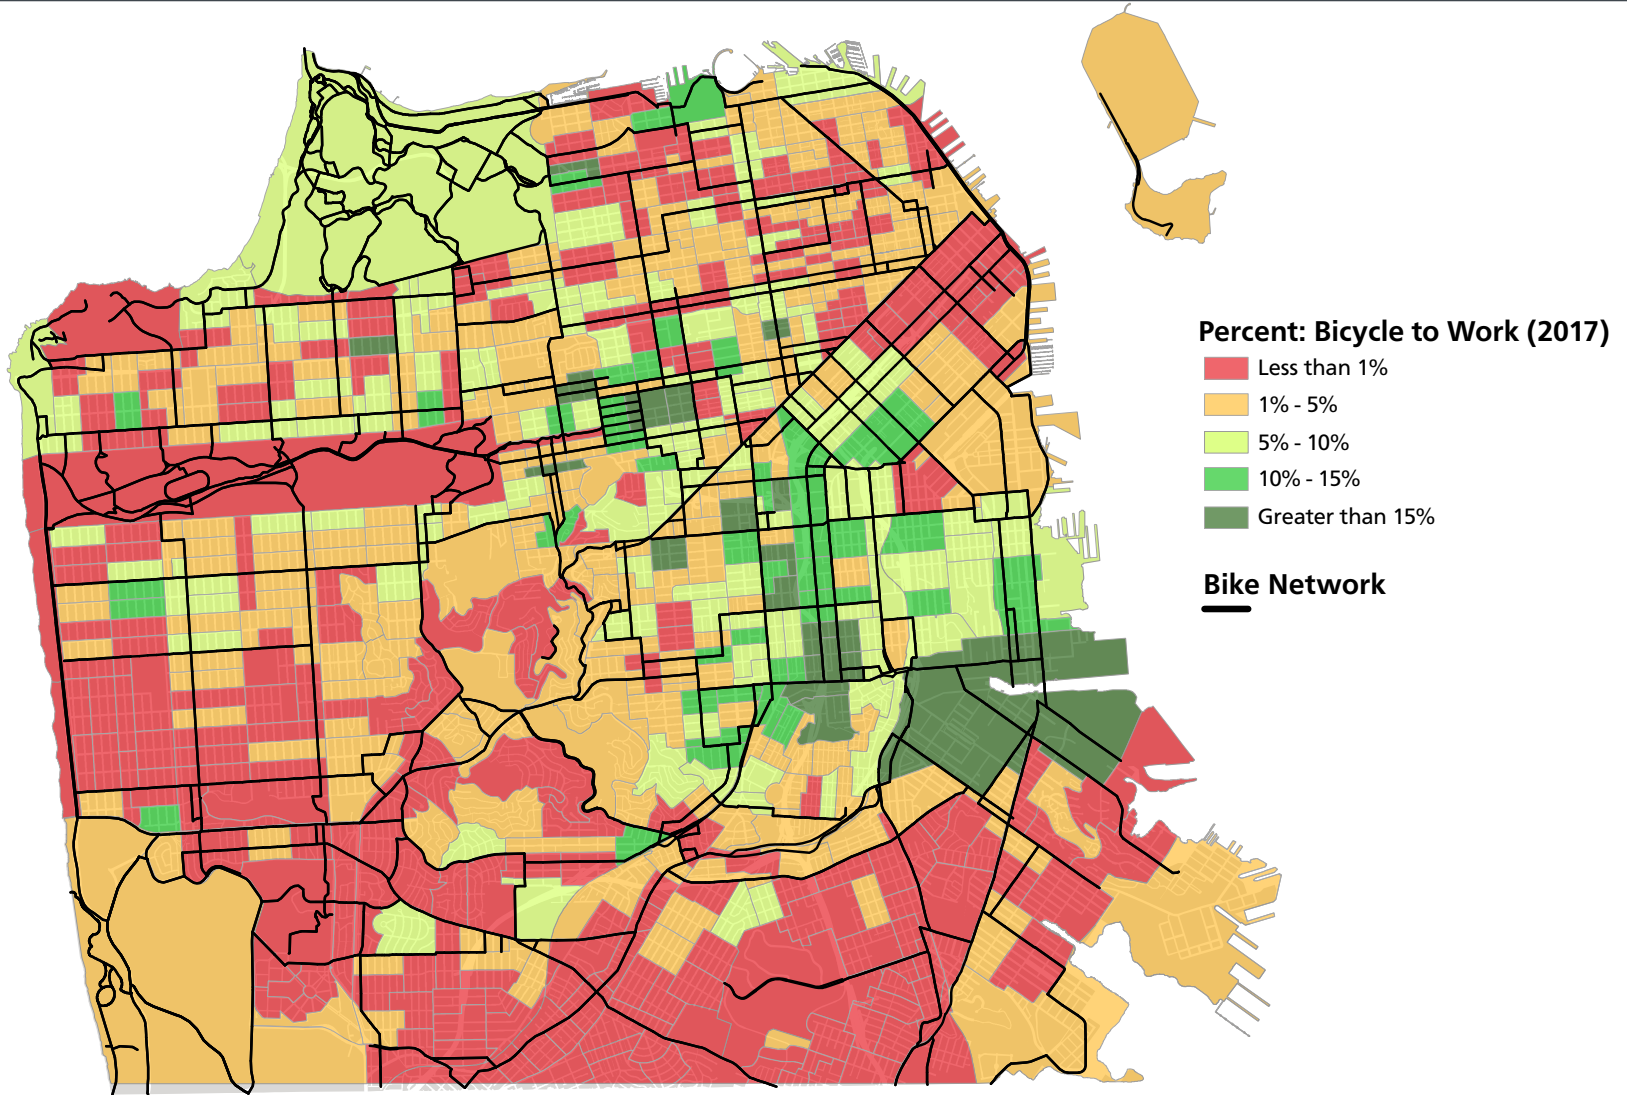 Percent: Bicycle to Work (2017)
Less than 1%
1% - 5%
5% - 10%
10% - 15%
Greater than 15%
Bike Network